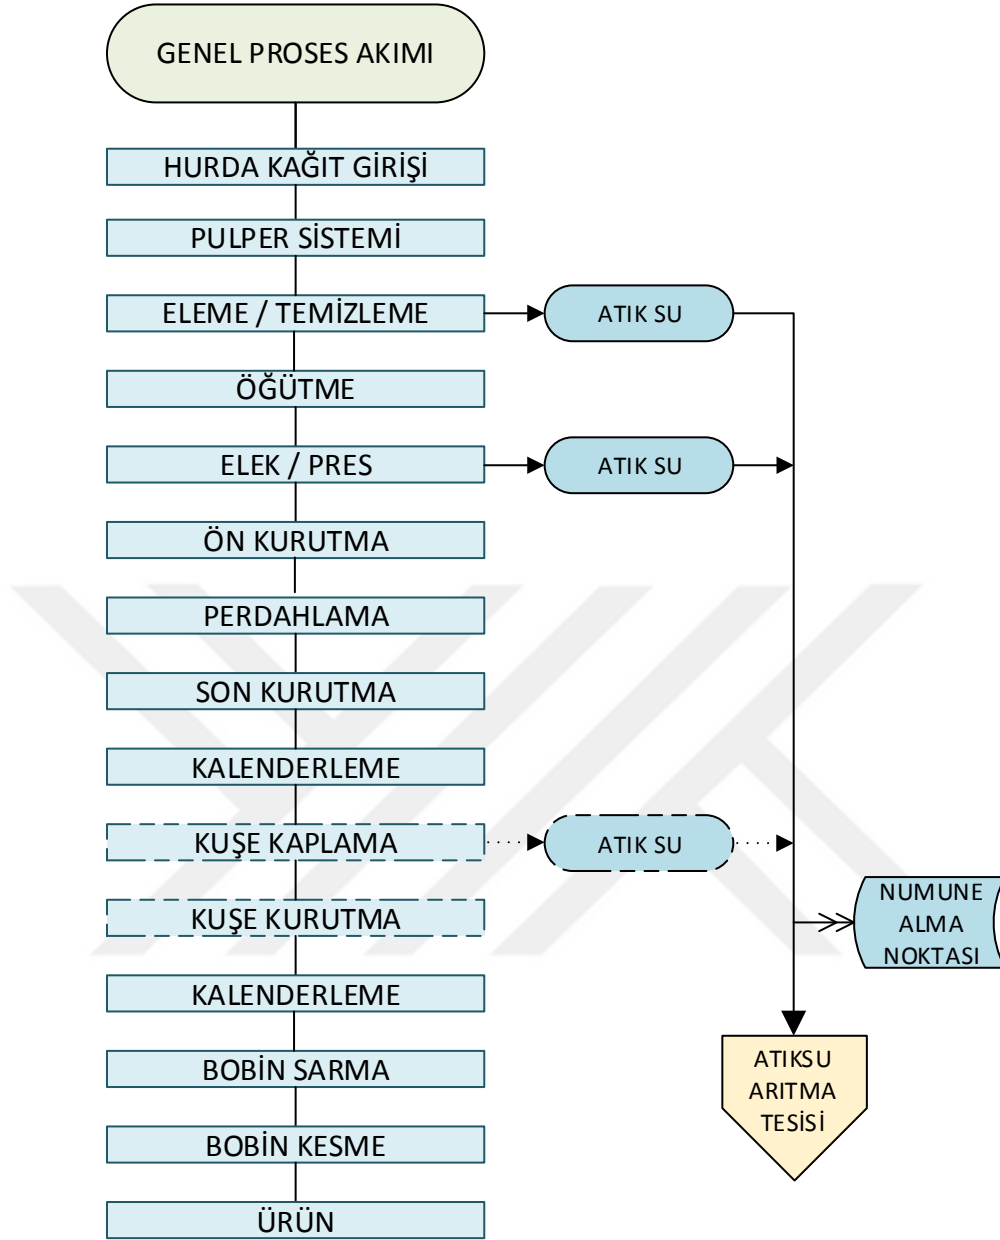 GENEL PROSES AKIMI
HURDA KAĞIT GİRİŞİ
PULPER SİSTEMİ
ELEME / TEMİZLEME
ATIK SU
ÖĞÜTME
ELEK / PRES
ATIK SU
ÖN KURUTMA
PERDAHLAMA
SON KURUTMA
KALENDERLEME
KUŞE KAPLAMA
ATIK SU
KUŞE KURUTMA
NUMUNE
ALMA
NOKTASI
KALENDERLEME
BOBİN SARMA
ATIKSU
ARITMA
TESİSİ
BOBİN KESME
ÜRÜN